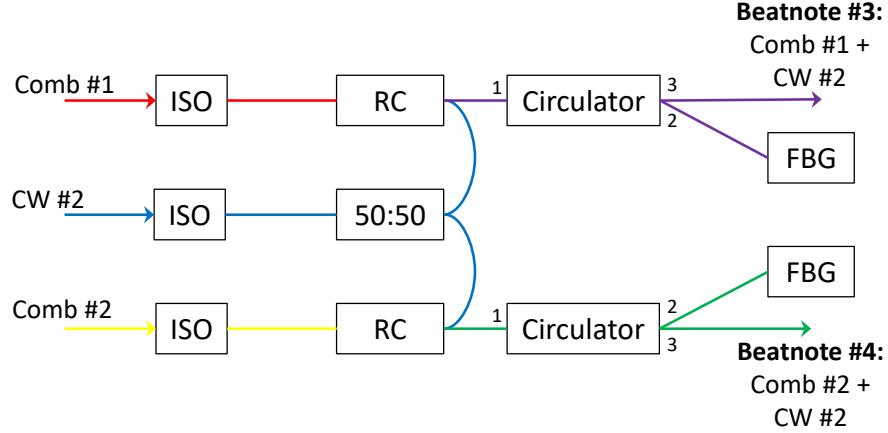 Beatnote #3:
Comb #1 +
CW #2
Comb #1
ISO
RC
1
Circulator
3
2
FBG
CW #2
ISO
50:50
FBG
Comb #2
ISO
RC
1
Circulator
2
3
Beatnote #4:
Comb #2 +
CW #2